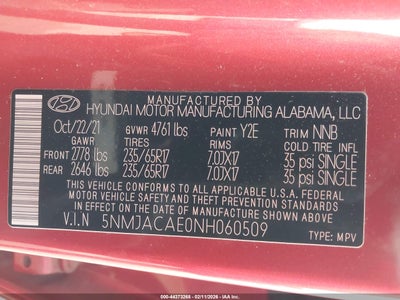 MANUFACTURED BY
HYUNDAI MOTOR MANUFACTURING ALABAMA, LLC
Oct/22/21 GVWR 4761 lbs PAINT Y2E TRIM NNB
GAWR TIRES RIMS COLD TIRE INFL.
FRONT 2778 lbs 235/65R17 7.0JX17 35 psi SINGLE
REAR 2646 lbs 235/65R17 7.0JX17 35 psi SINGLE
THIS VEHICLE CONFORMS TO ALL APPLICABLE U.S.A. FEDERAL
MOTOR VEHICLE SAFETY AND THEFT PREVENTION STANDARDS
IN EFFECT ON THE DATE OF MANUFACTURE SHOWN ABOVE.
V.I.N 5NMJACAE0NH060509
TYPE: MPV
000-44373268 - 02/11/2026 - IAA Holdings, LLC